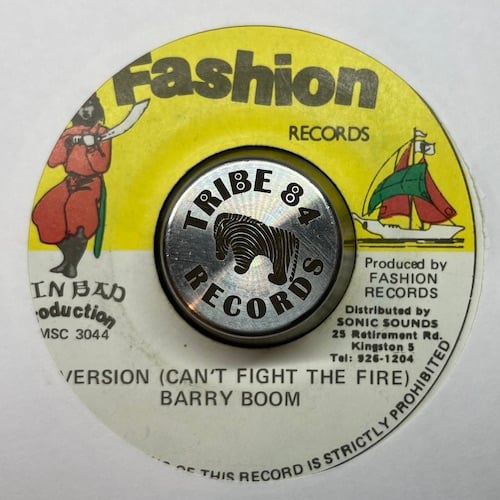 Fashion
RECORDS
TRIBE 84
RECORDS
IN BAD
roduction
MSC 3044
Produced by
FASHION
RECORDS
Distributed by
SONIC SOUNDS
25 Retirement Rd.
Kingston 5
Tel: 926-1204
VERSION (CAN'T FIGHT THE FIRE)
BARRY BOOM
OF THIS RECORD IS STRICTLY PROHIBITED